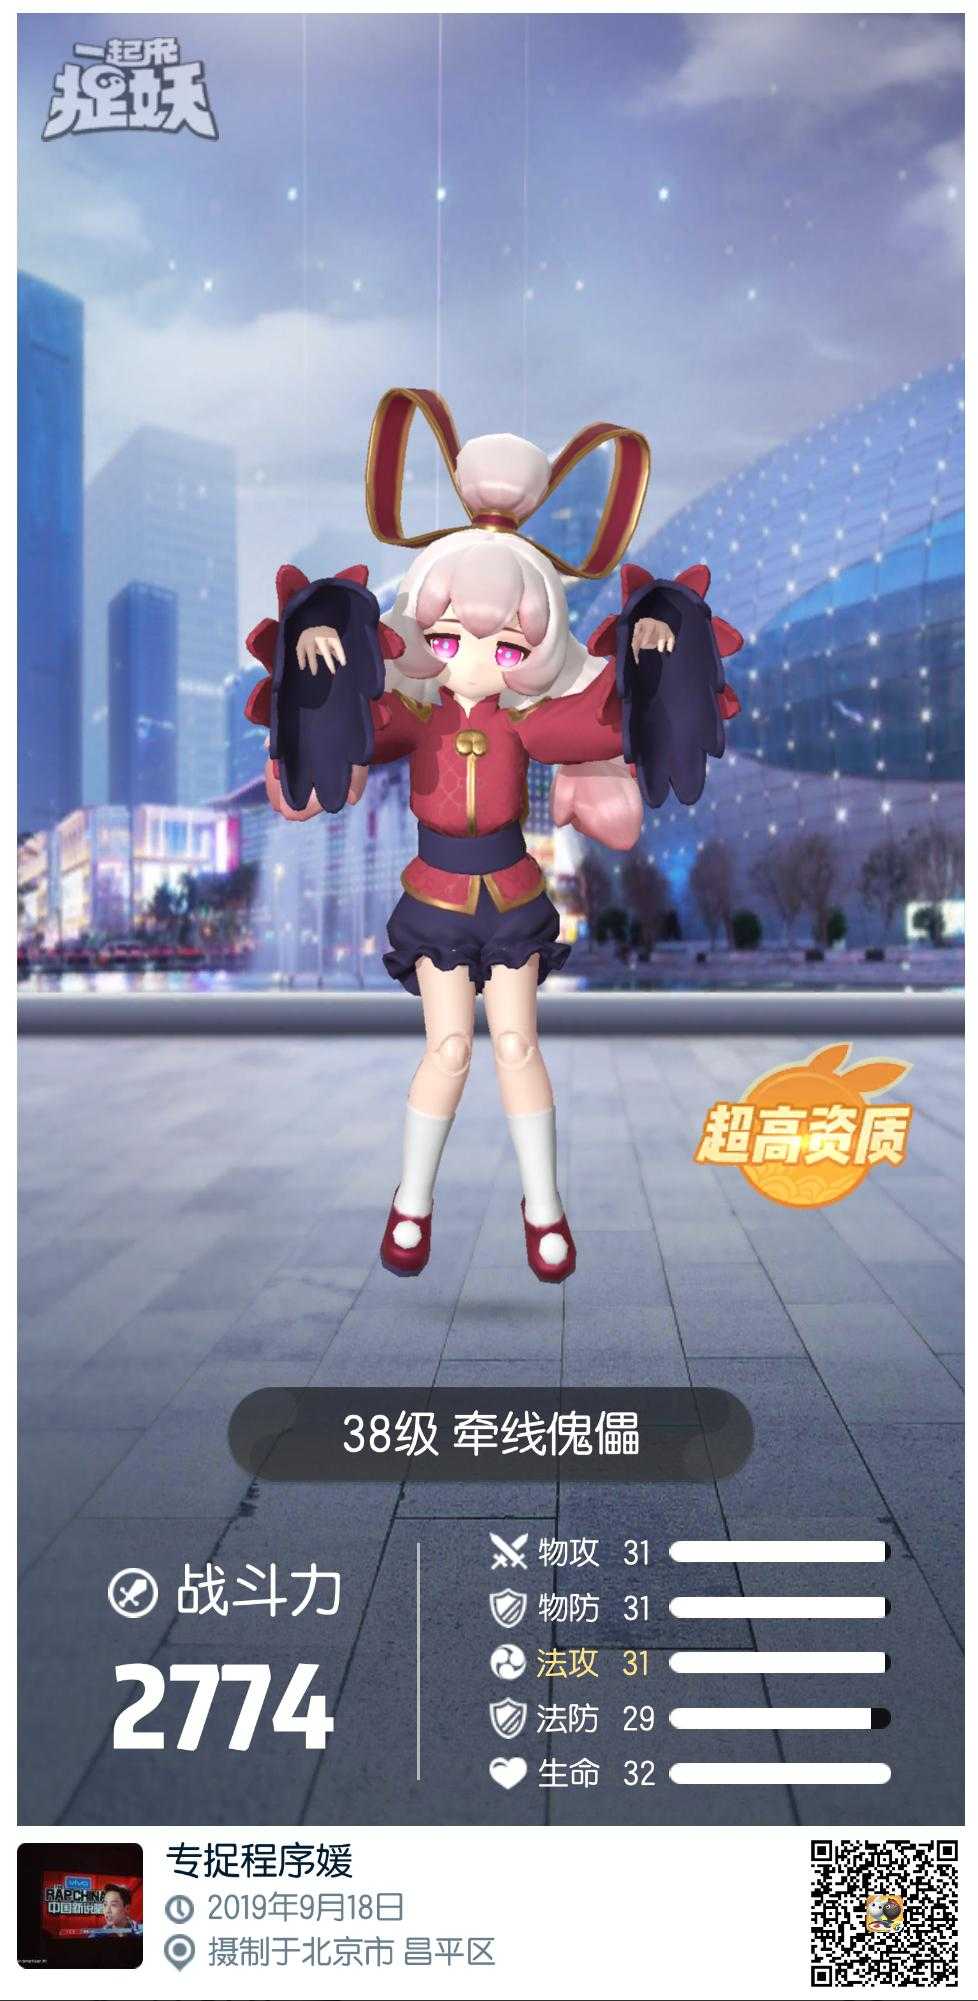 一起来
捉妖
超高资质
38级 牵线傀儡
战斗力
2774
物攻 31
物防 31
法攻 31
法防 29
生命 32
vivo
RAPCHINA
中国新说唱
专捉程序媛
2019年9月18日
摄制于北京市 昌平区